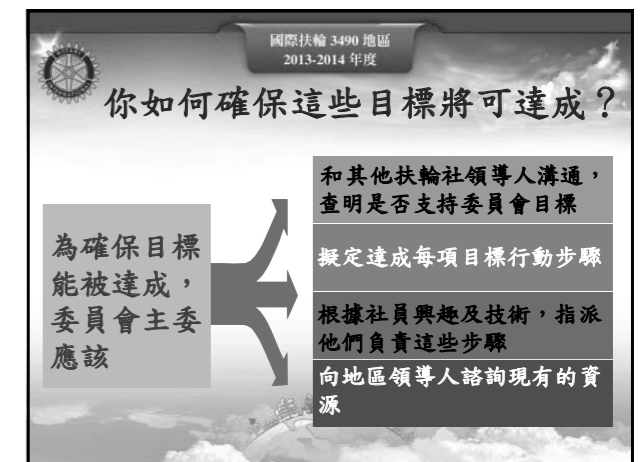 國際扶輪 3490 地區
2013-2014 年度
你如何確保這些目標將可達成？
為確保目標
能被達成，
委員會主委
應該
和其他扶輪社領導人溝通，
查明是否支持委員會目標
擬定達成每項目標行動步驟
根據社員興趣及技術，指派
他們負責這些步驟
向地區領導人諮詢現有的資
源